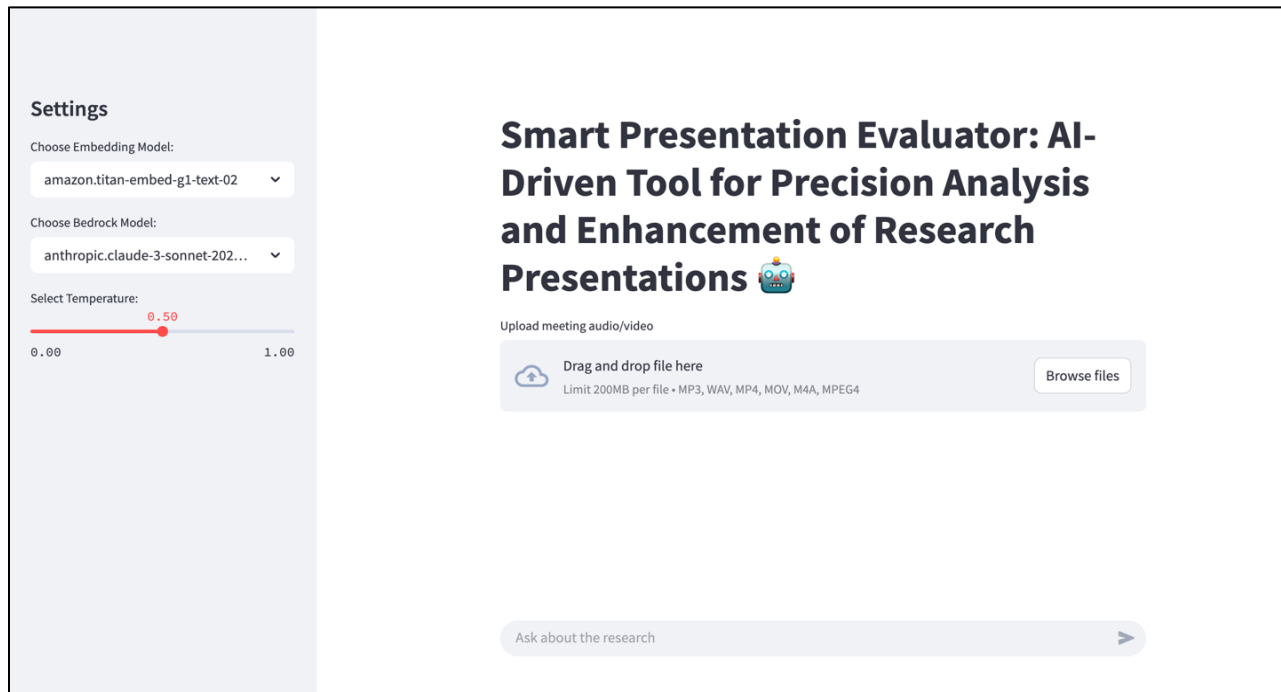 Settings
Choose Embedding Model:
amazon.titan-embed-g1-text-02
Choose Bedrock Model:
anthropic.claude-3-sonnet-202...
Select Temperature:
0.50
0.00 1.00
Smart Presentation Evaluator: AI-
Driven Tool for Precision Analysis
and Enhancement of Research
Presentations 🤖
Upload meeting audio/video
Drag and drop file here
Limit 200MB per file • MP3, WAV, MP4, MOV, M4A, MPEG4
Browse files
Ask about the research